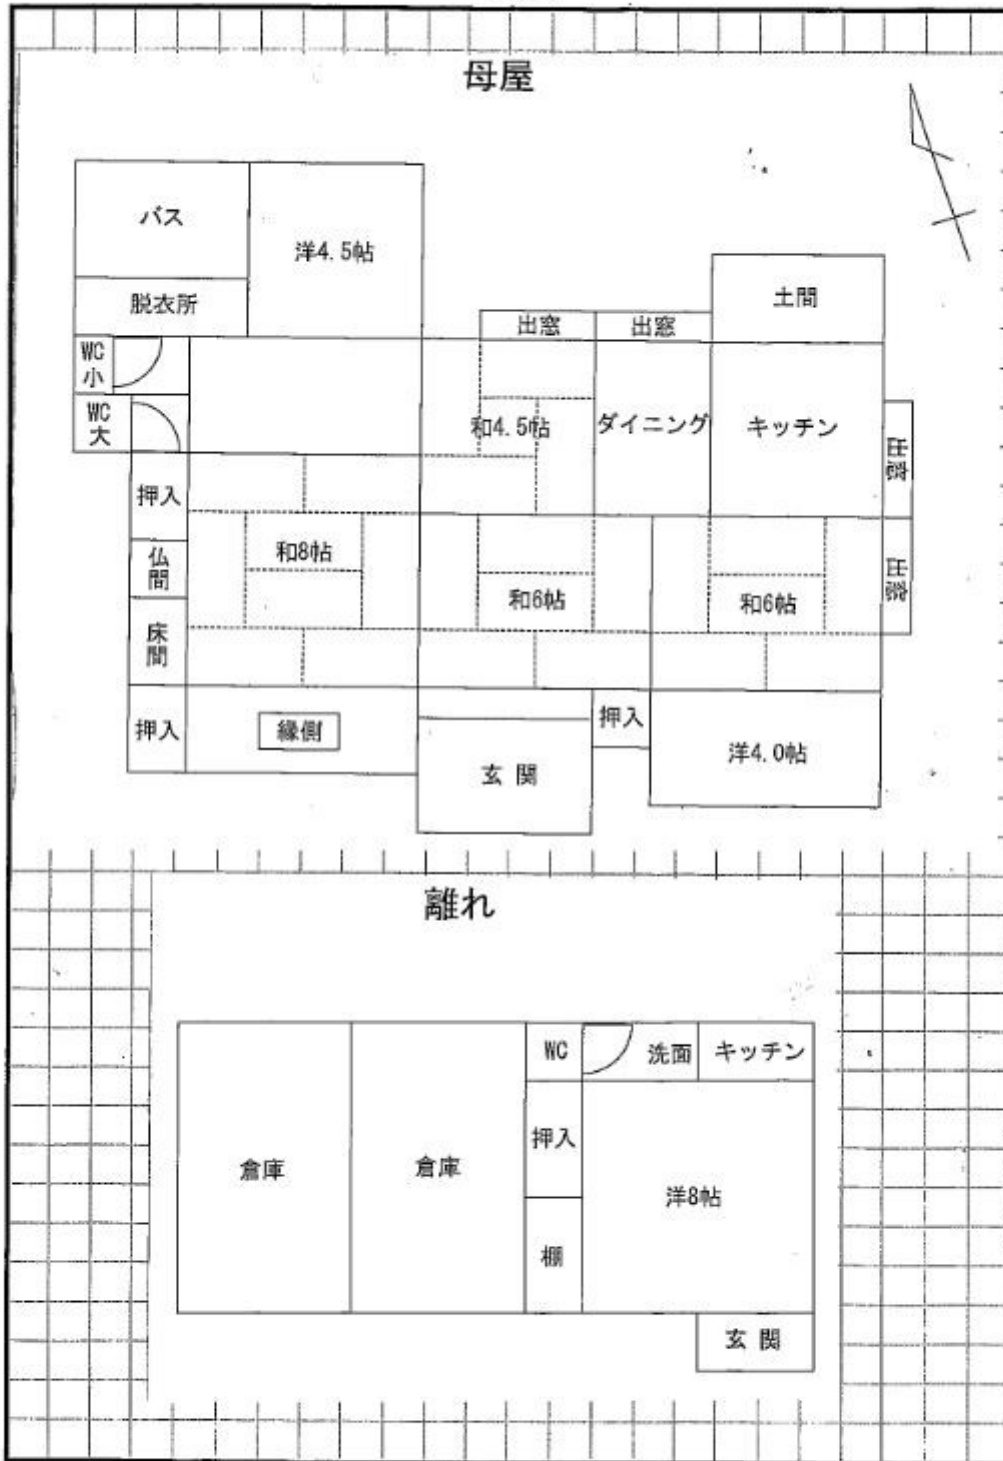 母屋
バス
洋4.5帖
脱衣所
土間
出窓
出窓
WC
小
WC
大
和4.5帖
ダイニング
キッチン
出窓
押入
仏間
和8帖
和6帖
和6帖
出窓
床間
押入
縁側
玄関
押入
洋4.0帖
離れ
WC
洗面
キッチン
倉庫
倉庫
押入
洋8帖
棚
玄関